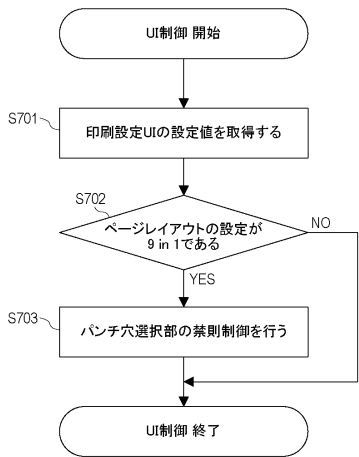 UI制御 開始
S701
印刷設定UIの設定値を取得する
S702
ページレイアウトの設定が
9 in 1である
NO
YES
S703
パンチ穴選択部の禁則制御を行う
UI制御 終了